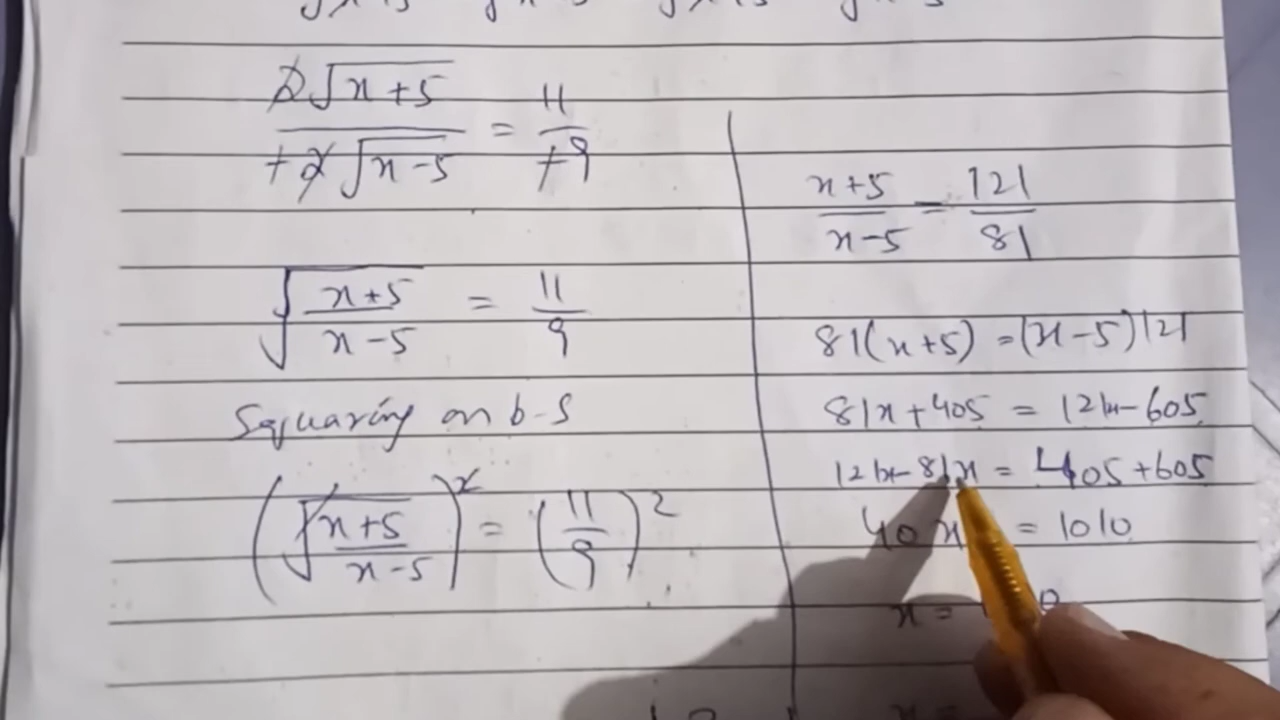 2√x+5 / +2√x-5 = 11 / +9
√(x+5 / x-5) = 11 / 9
Squaring on b-S
(√(x+5 / x-5))² = (11 / 9)²
x+5 / x-5 = 121 / 81
81(x+5) = (x-5)121
81x+405 = 121x-605
121x-81x = 405+605
40x = 1010
x =
x =